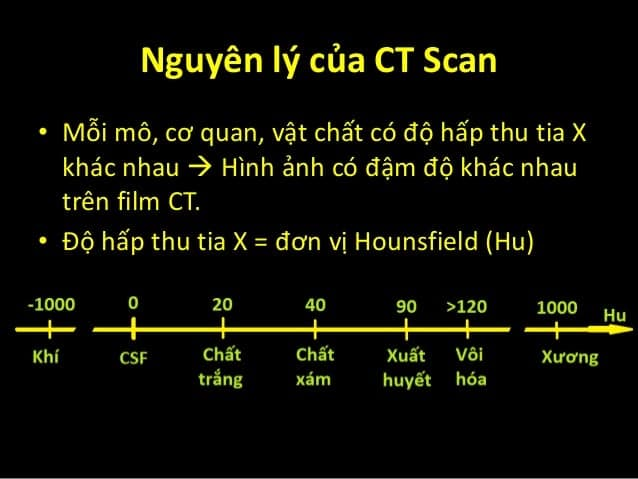 Nguyên lý của CT Scan
• Mỗi mô, cơ quan, vật chất có độ hấp thu tia X
khác nhau → Hình ảnh có đậm độ khác nhau
trên film CT.
• Độ hấp thu tia X = đơn vị Hounsfield (Hu)
-1000 0 20 40 90 >120 1000 Hu
Khí CSF Chất Chất Xuất Vôi Xương
trắng xám huyết hóa